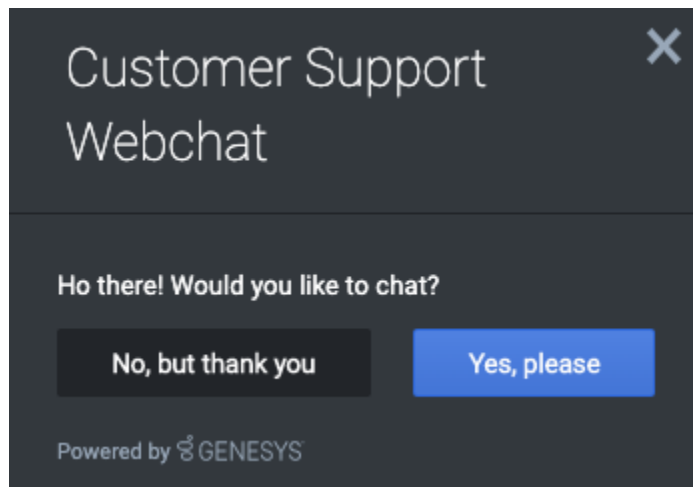 Customer Support
Webchat
Ho there! Would you like to chat?
No, but thank you
Yes, please
Powered by GENESYS